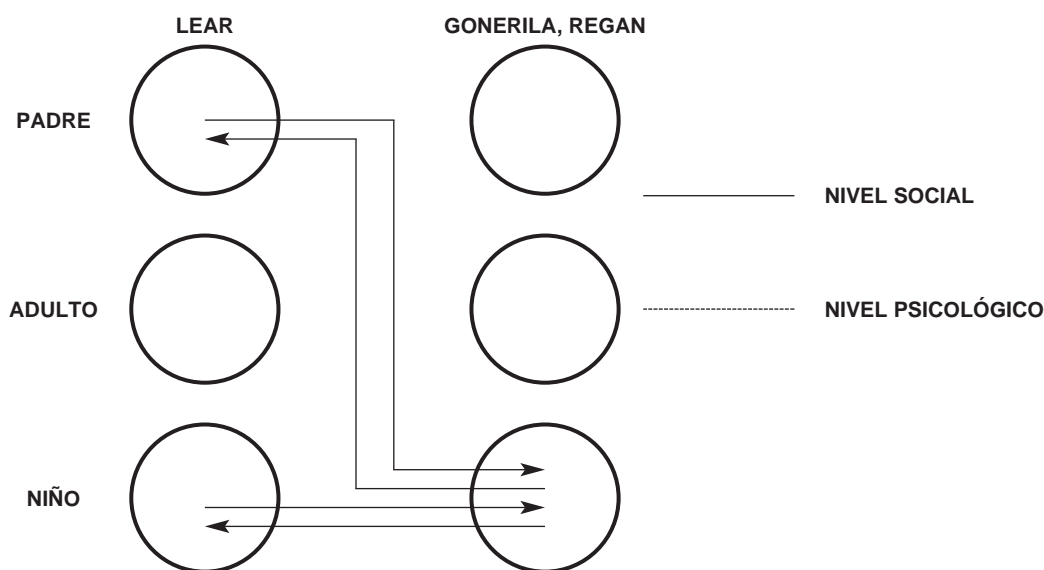 LEAR
GONERILA, REGAN
PADRE
NIVEL SOCIAL
ADULTO
NIVEL PSICOLÓGICO
NIÑO